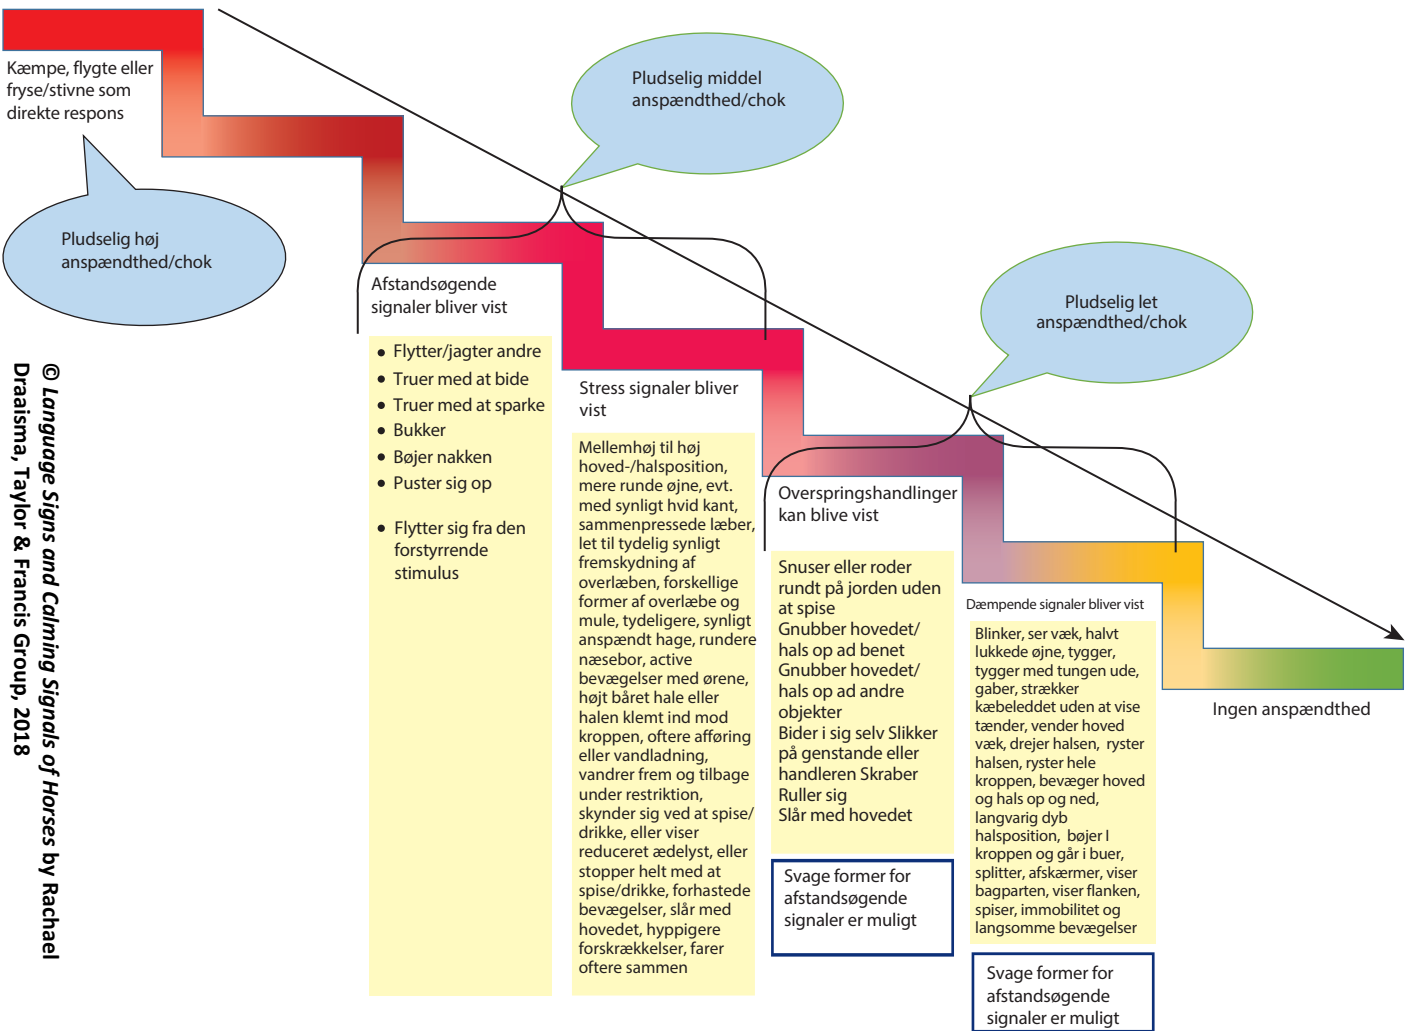 Kæmpe, flygte eller
fryse/stivne som
direkte respons
Pludselig høj
anspændthed/chok
Pludselig middel
anspændthed/chok
Pludselig let
anspændthed/chok
Afstandsøgende
signaler bliver vist
• Flytter/jagter andre
• Truer med at bide
• Truer med at sparke
• Bukker
• Bøjer nakken
• Puster sig op
• Flytter sig fra den
forstyrrende
stimulus
Stress signaler bliver
vist
Mellemhøj til høj
hoved-/halsposition,
mere runde øjne, evt.
med synligt hvid kant,
sammenpressede læber,
let til tydelig synligt
fremskydning af
overlæben, forskellige
former af overlæbe og
mule, tydeligere, synligt
anspændt hage, rundere
næsebor, active
bevægelser med ørene,
højt båret hale eller
halen klemt ind mod
kroppen, oftere afføring
eller vandladning,
vandrer frem og tilbage
under restriktion,
skynder sig ved at spise/
drikke, eller viser
reduceret ædelyst, eller
stopper helt med at
spise/drikke, forhastede
bevægelser, slår med
hovedet, hyppigere
forskrækkelser, farer
oftere sammen
Overspringshandlinger
kan blive vist
Snuser eller roder
rundt på jorden uden
at spise
Gnubber hovedet/
hals op ad benet
Gnubber hovedet/
hals op ad andre
objekter
Bider i sig selv Slikker
på genstande eller
handleren Skraber
Ruller sig
Slår med hovedet
Svage former for
afstandsøgende
signaler er muligt
Dæmpende signaler bliver vist
Blinker, ser væk, halvt
lukkede øjne, tygger,
tygger med tungen ude,
gaber, strækker
kæbeleddet uden at vise
tænder, vender hoved
væk, drejer halsen, ryster
halsen, ryster hele
kroppen, bevæger hoved
og hals op og ned,
langvarig dyb
halsposition, bøjer I
kroppen og går i buer,
splitter, afskærmer, viser
bagparten, viser flanken,
spiser, immobilitet og
langsomme bevægelser
Svage former for
afstandsøgende
signaler er muligt
Ingen anspændthed
© Language Signs and Calming Signals of Horses by Rachael
Draaisma, Taylor & Francis Group, 2018